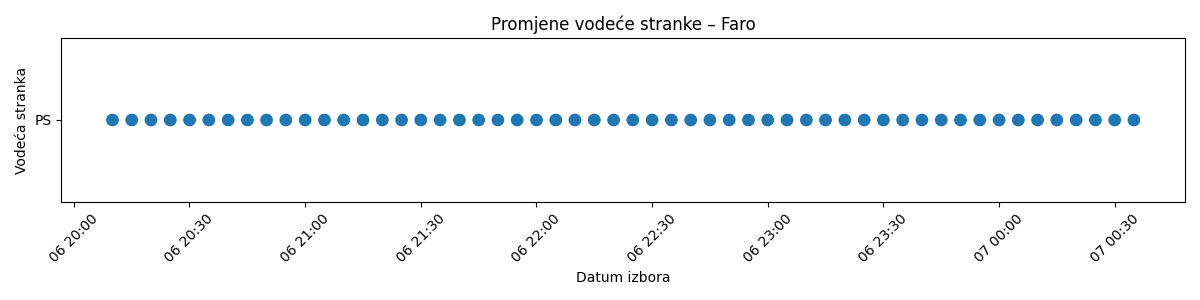 Promjene vodeće stranke – Faro
Vodeća stranka
PS
06 20:00
06 20:30
06 21:00
06 21:30
06 22:00
06 22:30
06 23:00
06 23:30
07 00:00
07 00:30
Datum izbora